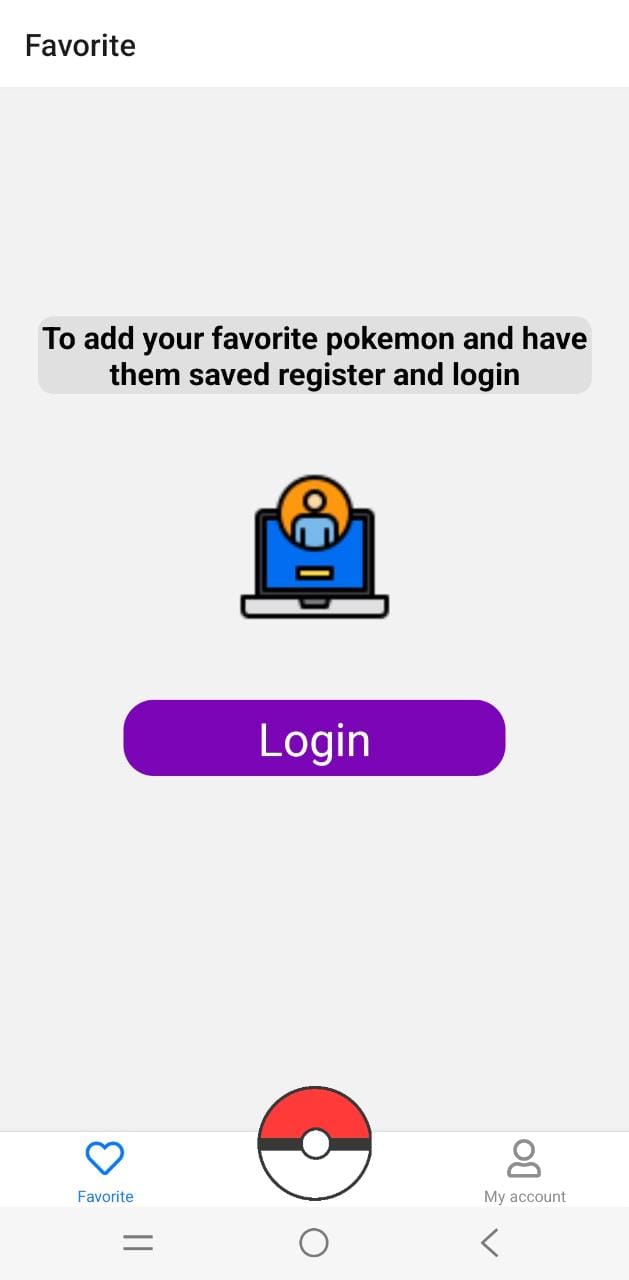 Favorite
To add your favorite pokemon and have
them saved register and login
Login
Favorite
My account